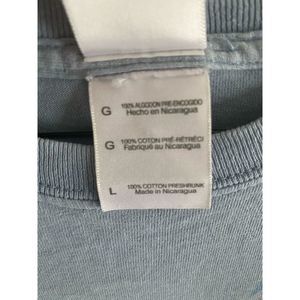 G 100% ALGODON PRE-ENCOGIDO
Hecho en Nicaragua
G 100% COTON PRÉ-RÉTRÉCI
Fabriqué au Nicaragua
L 100% COTTON PRESHRUNK
Made in Nicaragua